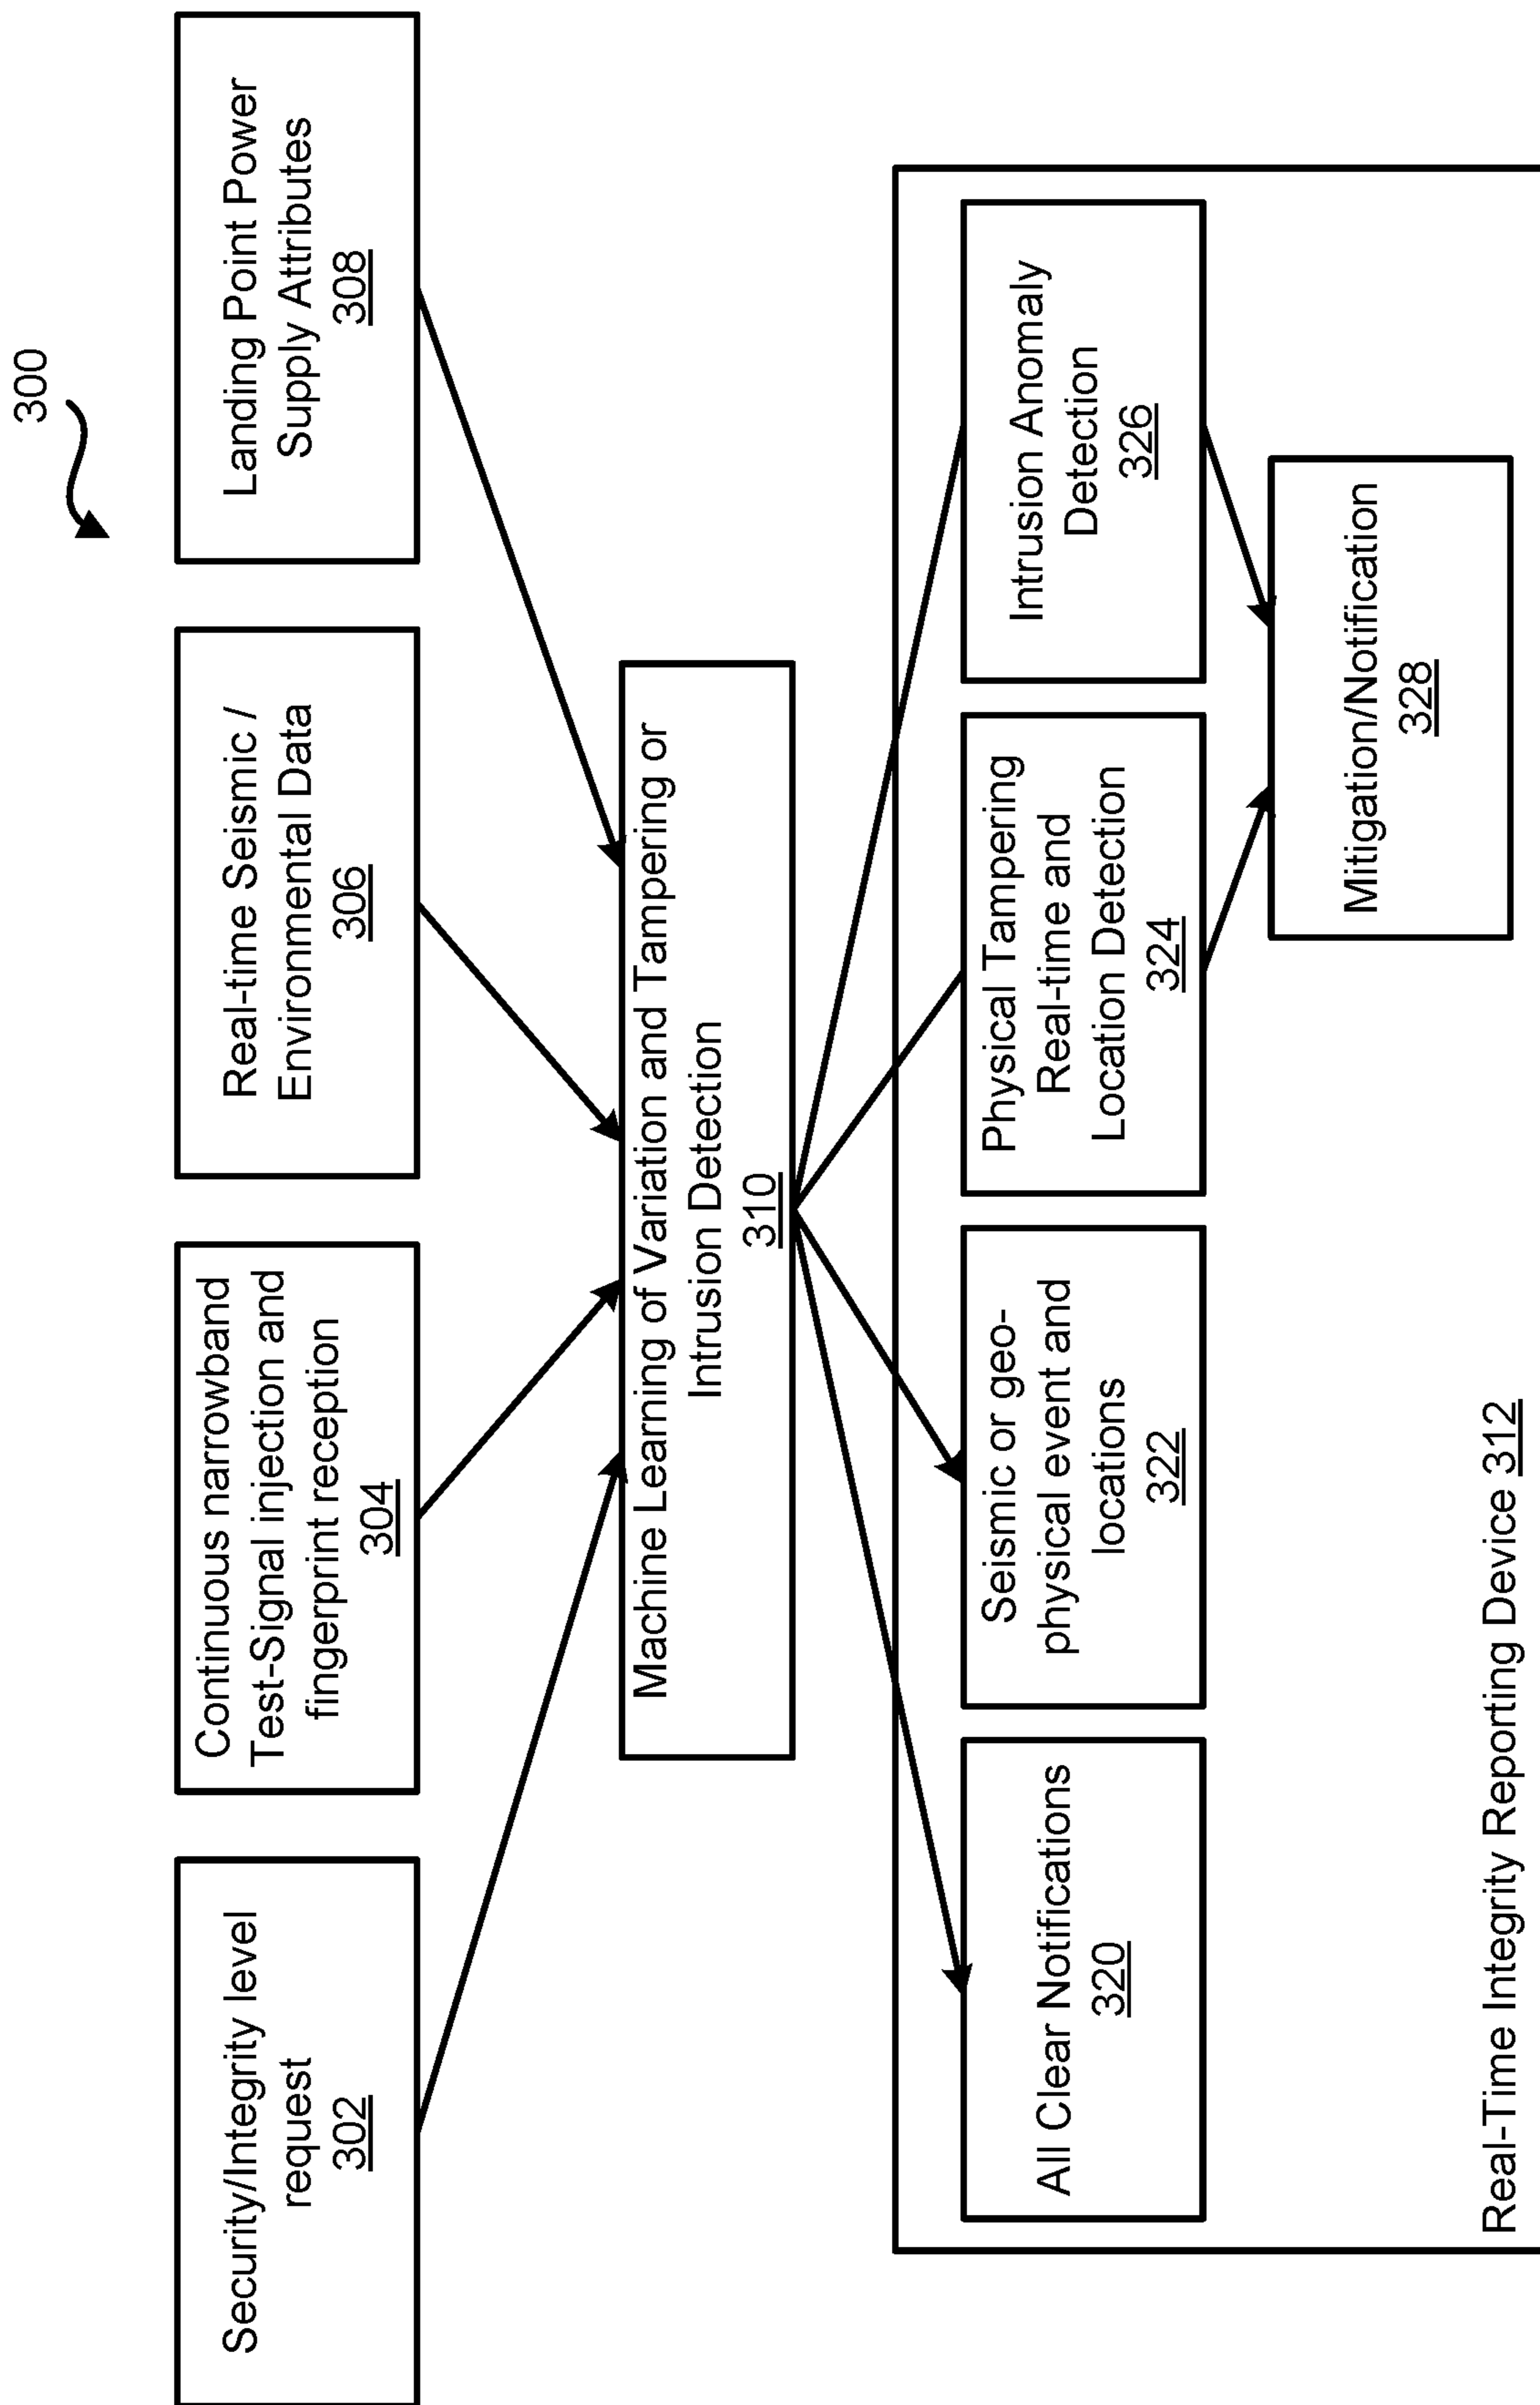 300
Security/Integrity level
request
302
Continuous narrowband
Test-Signal injection and
fingerprint reception
304
Real-time Seismic /
Environmental Data
306
Landing Point Power
Supply Attributes
308
Machine Learning of Variation and Tampering or
Intrusion Detection
310
All Clear Notifications
320
Seismic or geo-
physical event and
locations
322
Physical Tampering
Real-time and
Location Detection
324
Intrusion Anomaly
Detection
326
Mitigation/Notification
328
Real-Time Integrity Reporting Device 312